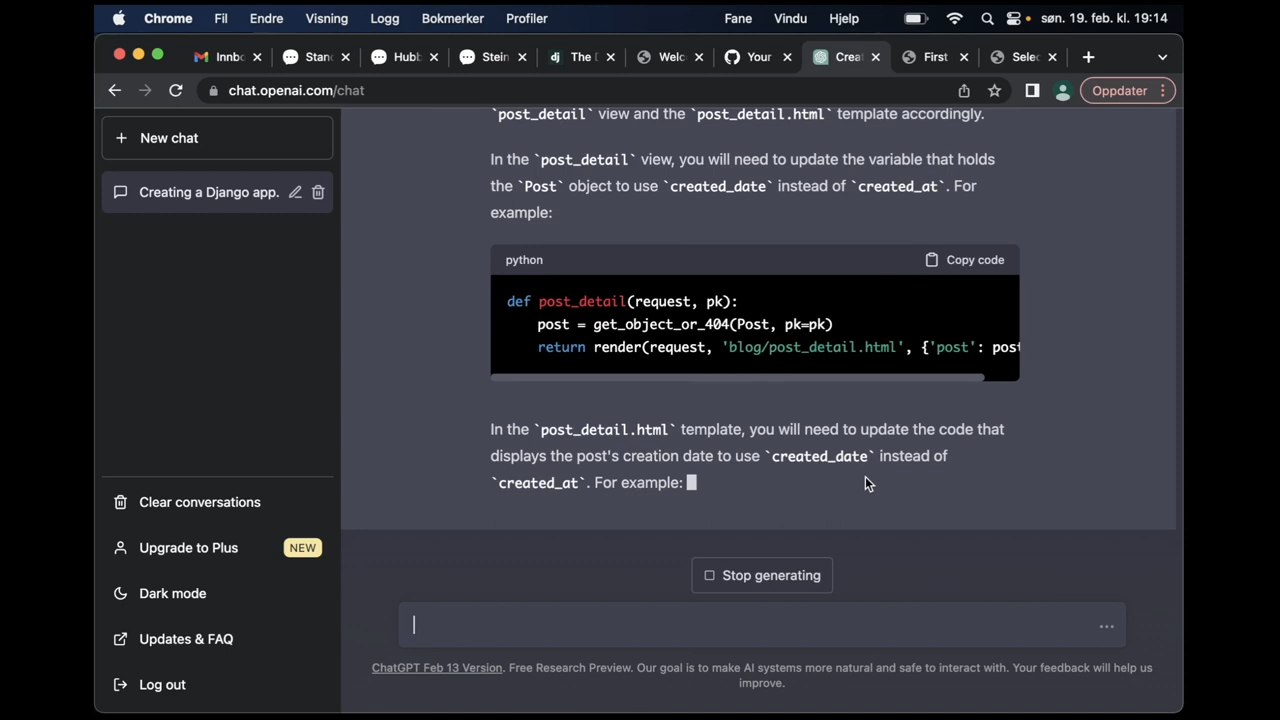 Chrome Fil Endre Visning Logg Bokmerker Profiler Fane Vindu Hjelp søn. 19. feb. kl. 19:14
Innbo Stanc Hubb Stein dj The D Welc Your Creat First Selec
chat.openai.com/chat Oppdater
New chat
Creating a Django app.
Clear conversations
Upgrade to Plus NEW
Dark mode
Updates & FAQ
Log out
`post_detail` view and the `post_detail.html` template accordingly.
In the `post_detail` view, you will need to update the variable that holds
the `Post` object to use `created_date` instead of `created_at`. For
example:
python Copy code
def post_detail(request, pk):
post = get_object_or_404(Post, pk=pk)
return render(request, 'blog/post_detail.html', {'post': post
In the `post_detail.html` template, you will need to update the code that
displays the post's creation date to use `created_date` instead of
`created_at`. For example:
Stop generating
ChatGPT Feb 13 Version. Free Research Preview. Our goal is to make AI systems more natural and safe to interact with. Your feedback will help us
improve.